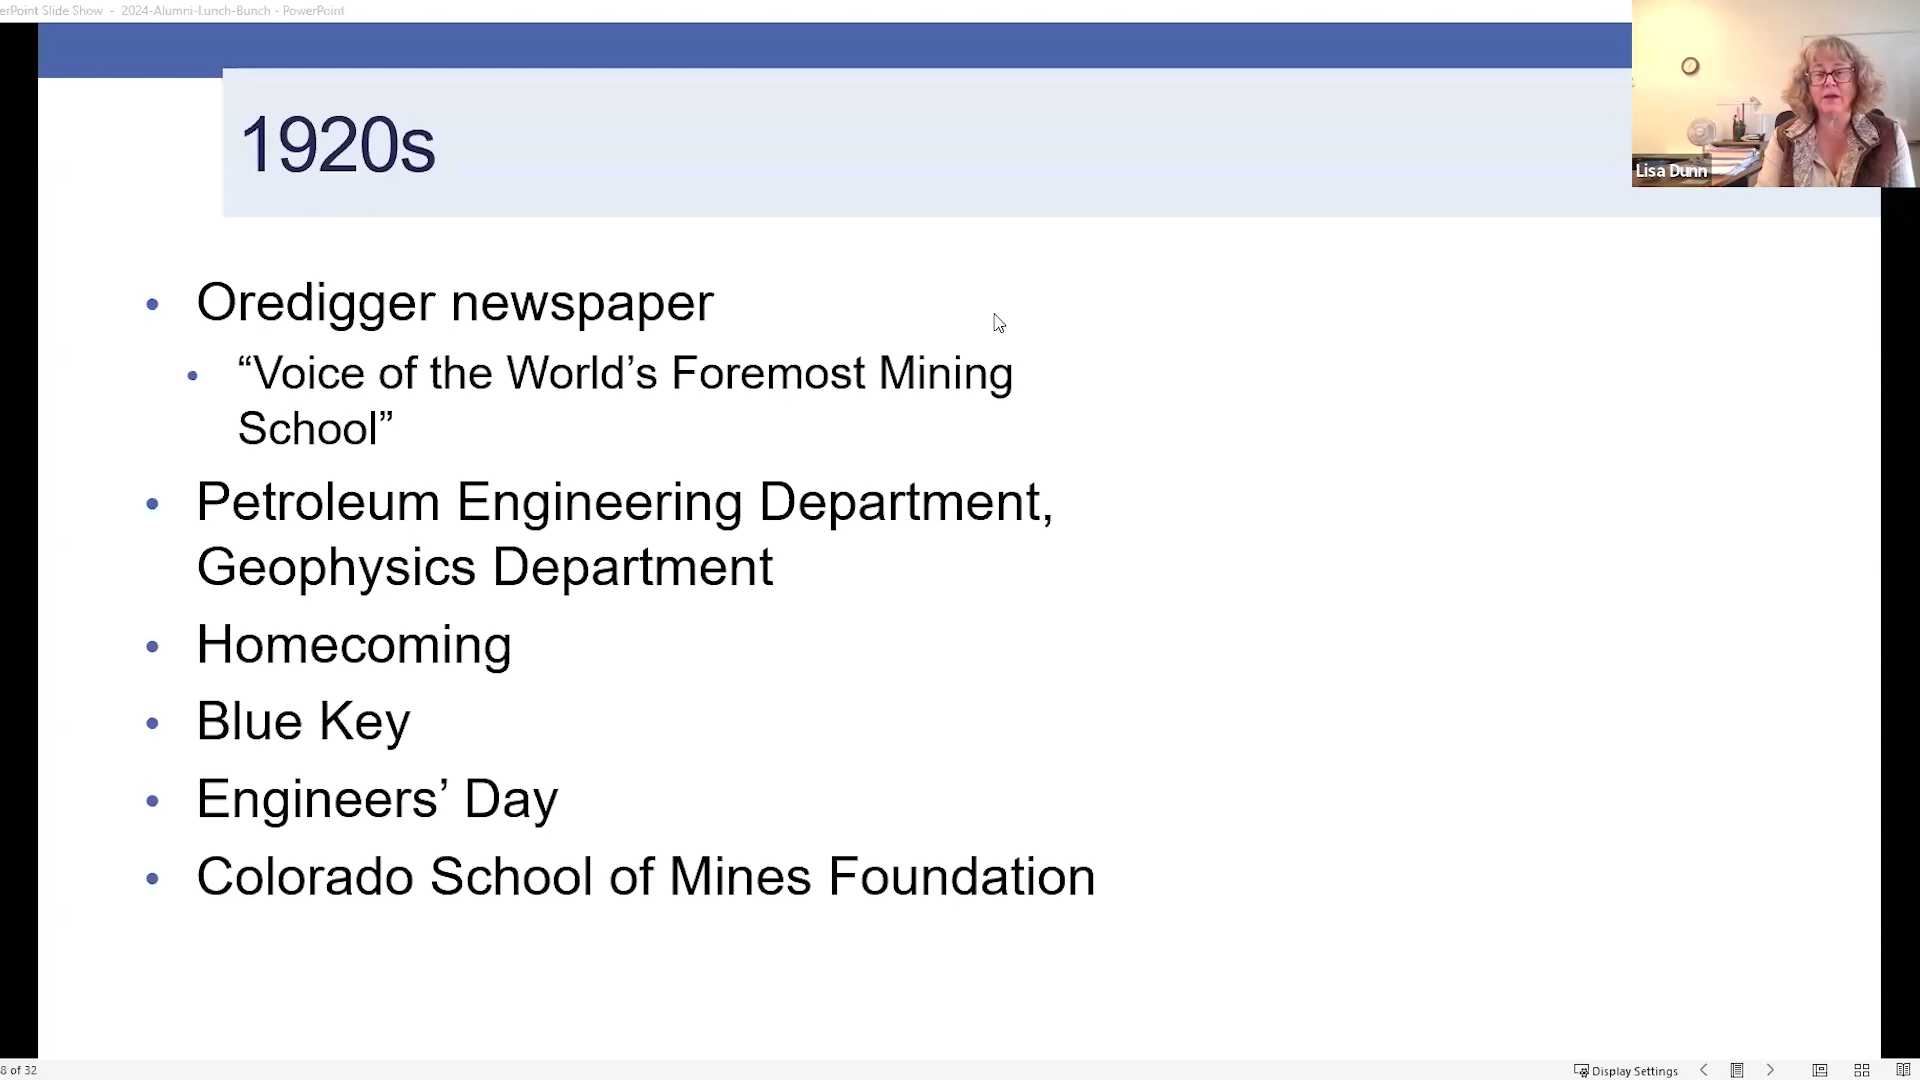 erPoint Slide Show - 2024-Alumni-Lunch-Bunch - PowerPoint
1920s
Lisa Dunn
• Oredigger newspaper
• “Voice of the World’s Foremost Mining
School”
• Petroleum Engineering Department,
Geophysics Department
• Homecoming
• Blue Key
• Engineers’ Day
• Colorado School of Mines Foundation
8 of 32
Display Settings